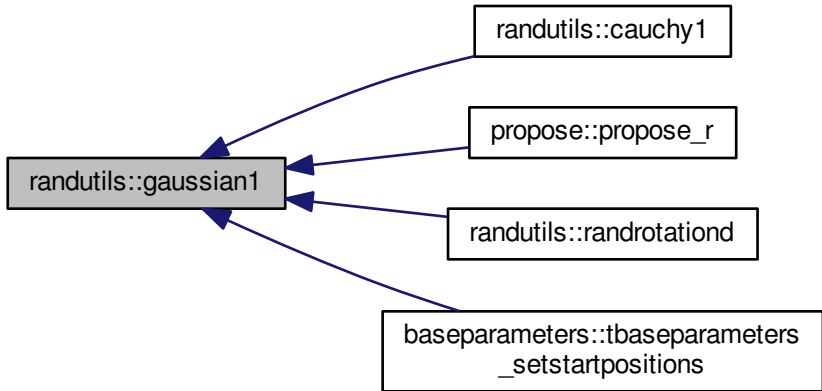 randutils::cauchy1
propose::propose_r
randutils::gaussian1
randutils::randrotationd
baseparameters::tbaseparameters
_setstartpositions